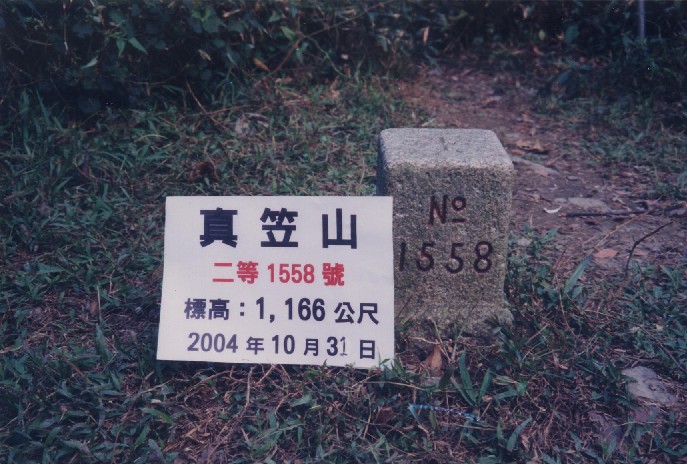 真笠山
二等 1558 號
標高：1,166 公尺
2004 年 10 月 31 日
Nº
1558